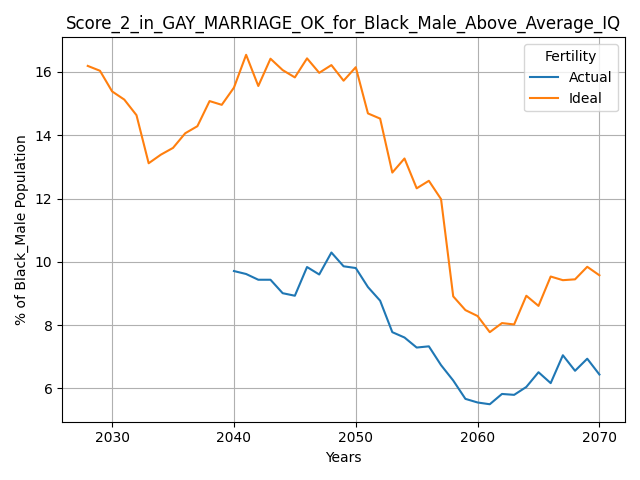 Score_2_in_GAY_MARRIAGE_OK_for_Black_Male_Above_Average_IQ
Fertility
Actual
Ideal
% of Black_Male Population
16
14
12
10
8
6
2030
2040
2050
2060
2070
Years